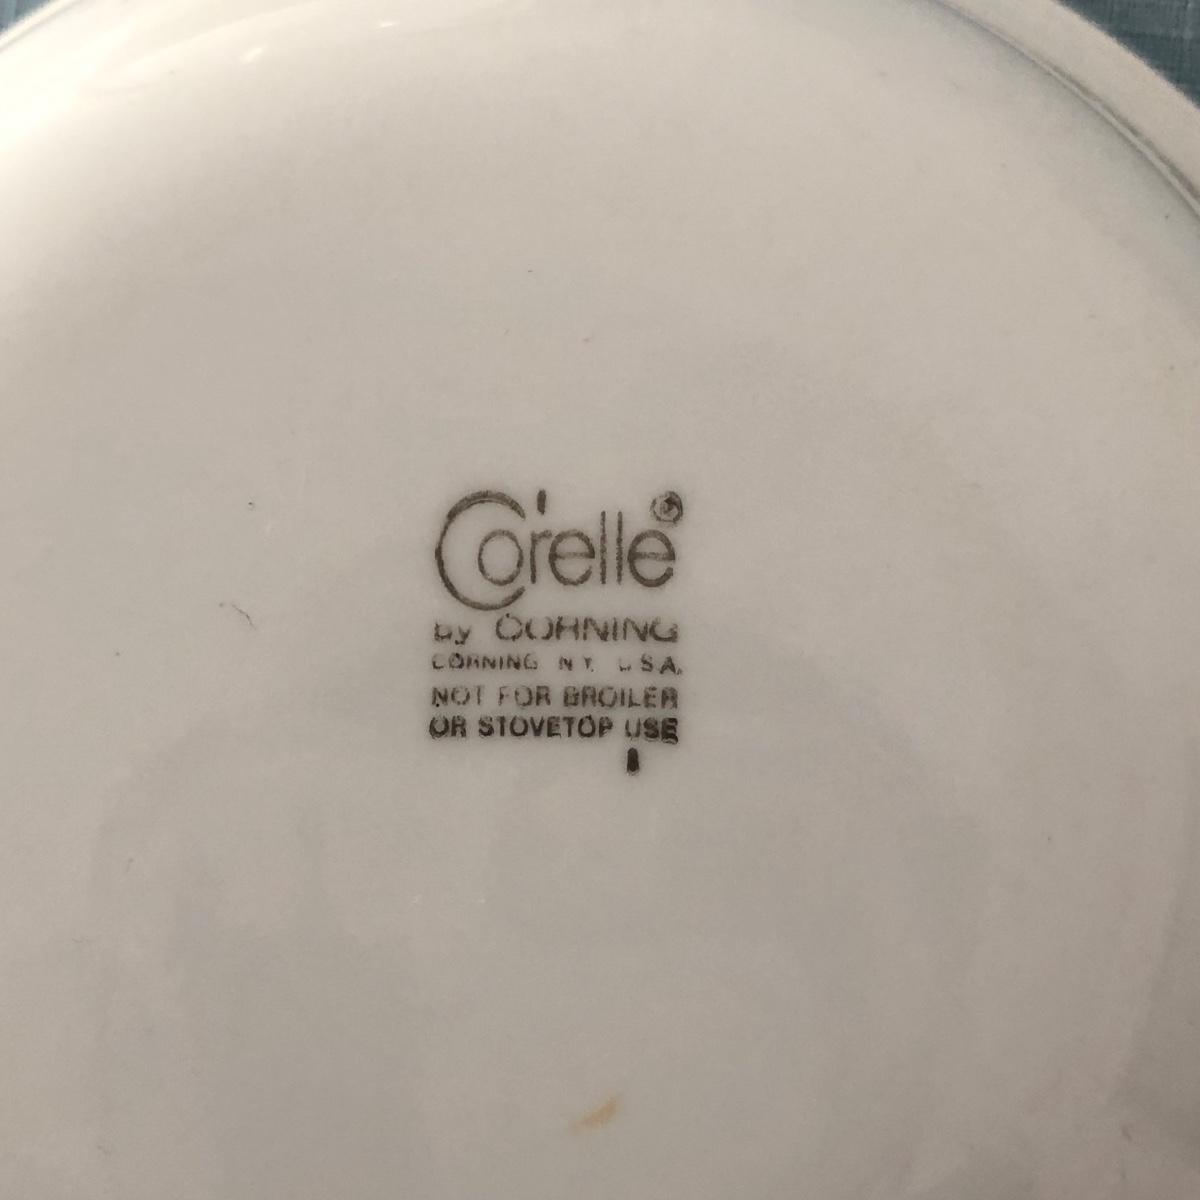 Corelle®
by CORNING
CORNING N.Y. U.S.A.
NOT FOR BROILER
OR STOVETOP USE